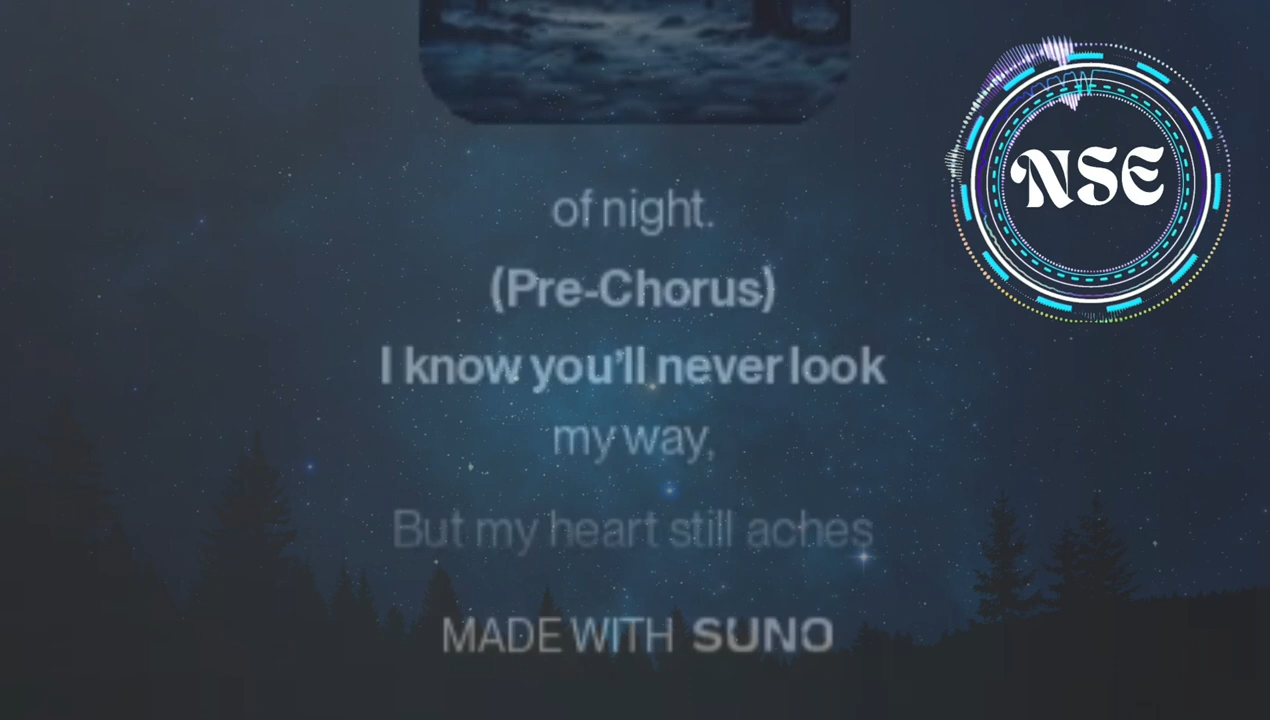 NSE
of night.
(Pre-Chorus)
I know you’ll never look
my way,
But my heart still aches
MADE WITH SUNO